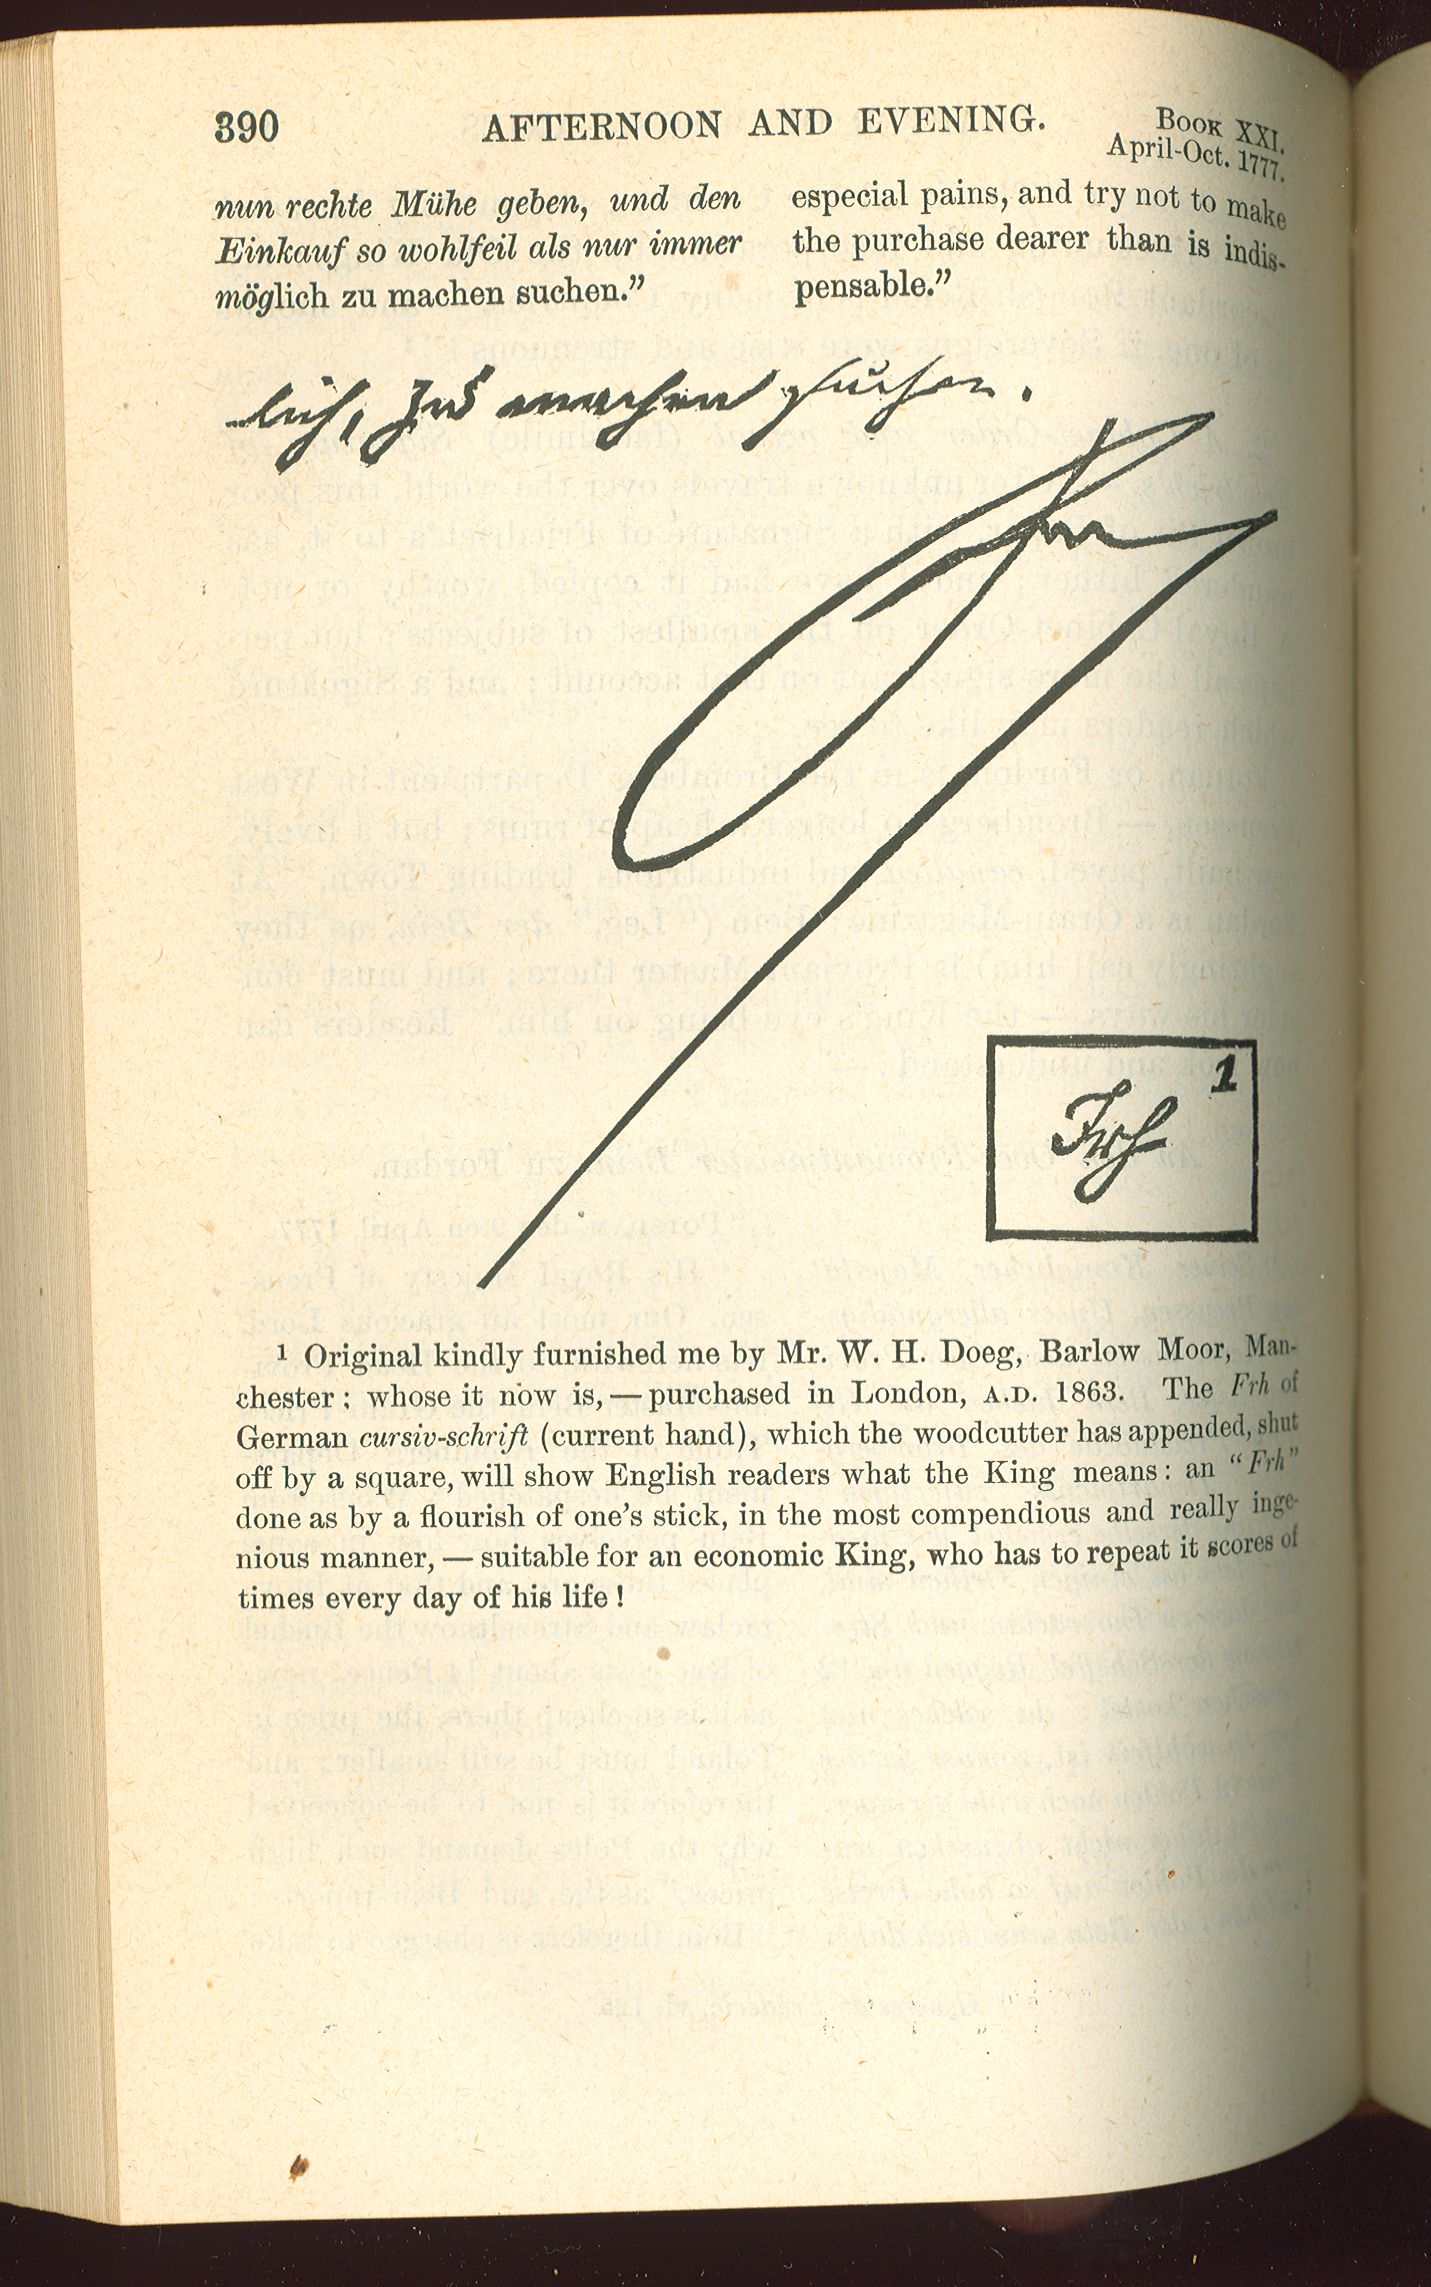 390 AFTERNOON AND EVENING. BOOK XXI.
April-Oct. 1777.
nun rechte Mühe geben, und den
Einkauf so wohlfeil als nur immer
möglich zu machen suchen.”
especial pains, and try not to make
the purchase dearer than is indis-
pensable.”
lich, zu machen suchen.
Frh
1
1 Original kindly furnished me by Mr. W. H. Doeg, Barlow Moor, Man-
chester; whose it now is,—purchased in London, A.D. 1863. The Frh of
German cursiv-schrift (current hand), which the woodcutter has appended, shut
off by a square, will show English readers what the King means: an “Frh”
done as by a flourish of one’s stick, in the most compendious and really inge-
nious manner,—suitable for an economic King, who has to repeat it scores of
times every day of his life!